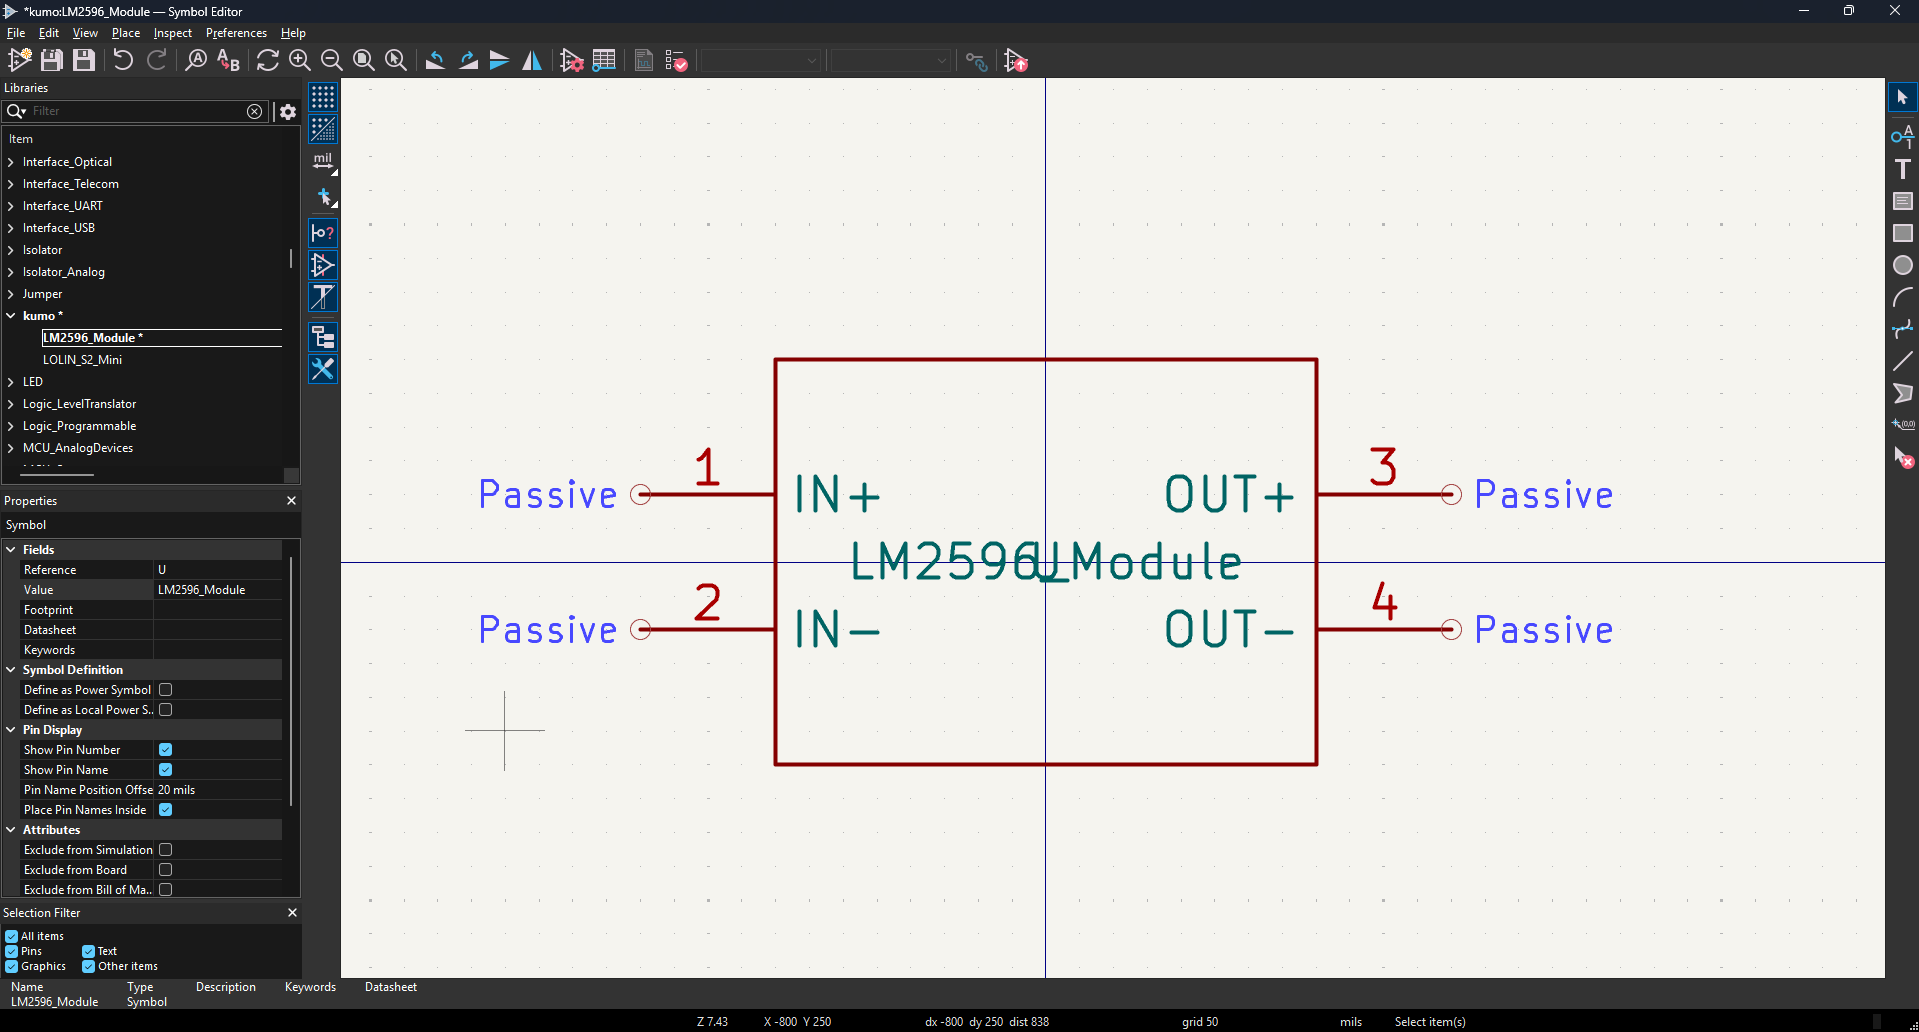 *kumo:LM2596_Module — Symbol Editor
File Edit View Place Inspect Preferences Help
Libraries
Filter
Item
Interface_Optical
Interface_Telecom
Interface_UART
Interface_USB
Isolator
Isolator_Analog
Jumper
kumo *
LM2596_Module *
LOLIN_S2_Mini
LED
Logic_LevelTranslator
Logic_Programmable
MCU_AnalogDevices
mil
Properties
Symbol
Fields
Reference U
Value LM2596_Module
Footprint
Datasheet
Keywords
Symbol Definition
Define as Power Symbol
Define as Local Power S..
Pin Display
Show Pin Number
Show Pin Name
Pin Name Position Offse 20 mils
Place Pin Names Inside
Attributes
Exclude from Simulation
Exclude from Board
Exclude from Bill of Ma..
Selection Filter
All items
Pins Text
Graphics Other items
1 3
Passive IN+ OUT+ Passive
LM2596_Module
U
2 4
Passive IN− OUT− Passive
Name Type Description Keywords Datasheet
LM2596_Module Symbol
Z 7.43 X -800 Y 250 dx -800 dy 250 dist 838 grid 50 mils Select item(s)